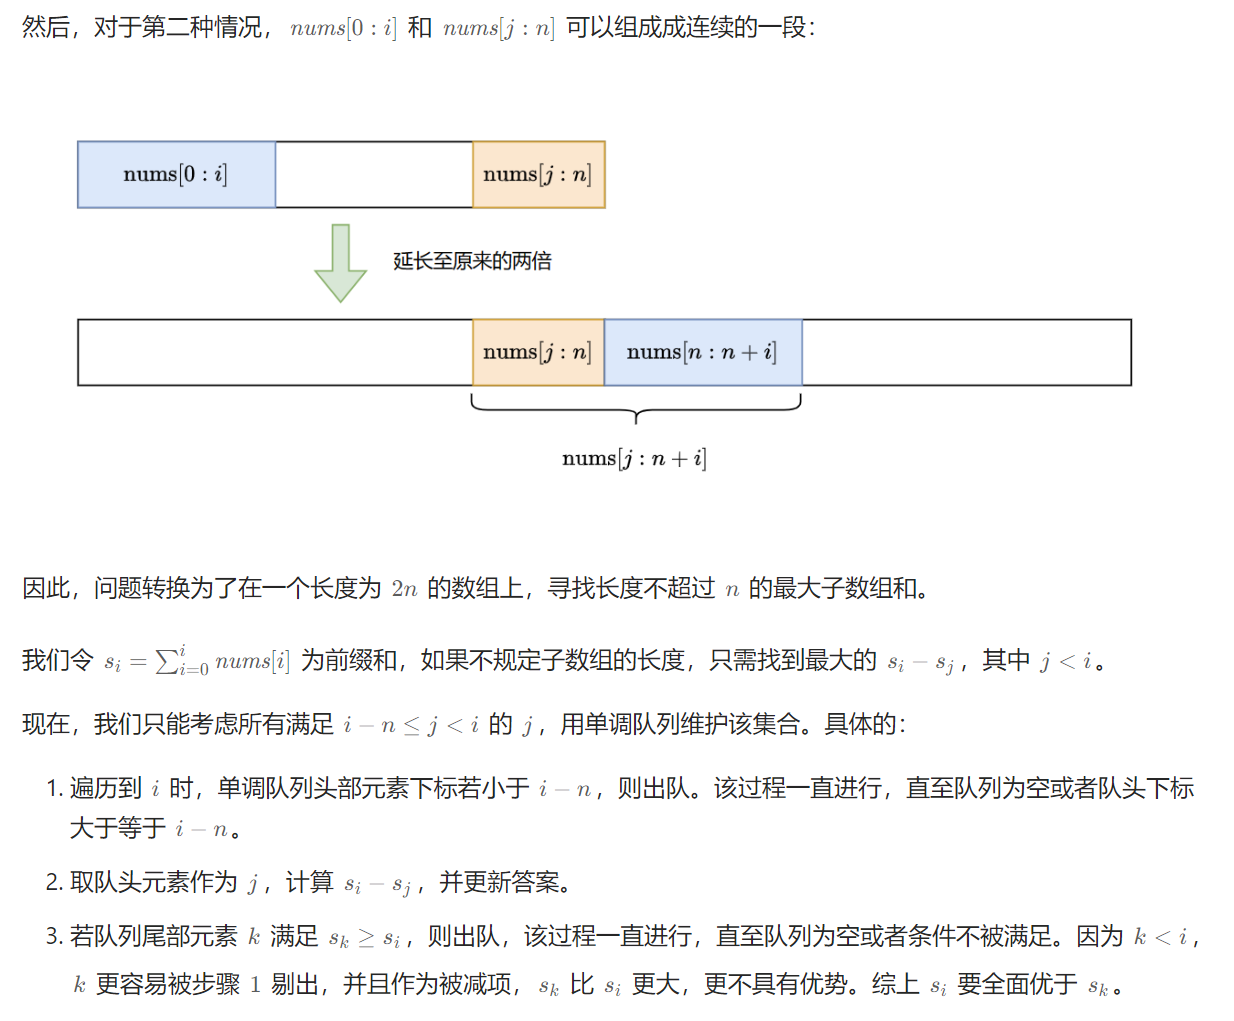 然后，对于第二种情况， nums[0 : i] 和 nums[j : n] 可以组成成连续的一段：
nums[0 : i]
nums[j : n]
延长至原来的两倍
nums[j : n]
nums[n : n + i]
nums[j : n + i]
因此，问题转换为了在一个长度为 2n 的数组上，寻找长度不超过 n 的最大子数组和。
我们令 s_i = ∑_{i=0}^{i} nums[i] 为前缀和，如果不规定子数组的长度，只需找到最大的 s_i − s_j，其中 j < i。
现在，我们只能考虑所有满足 i − n ≤ j < i 的 j，用单调队列维护该集合。具体的：
1. 遍历到 i 时，单调队列头部元素下标若小于 i − n，则出队。该过程一直进行，直至队列为空或者队头下标
大于等于 i − n。
2. 取队头元素作为 j，计算 s_i − s_j，并更新答案。
3. 若队列尾部元素 k 满足 s_k ≥ s_i，则出队，该过程一直进行，直至队列为空或者条件不被满足。因为 k < i，
k 更容易被步骤 1 剔出，并且作为被减项， s_k 比 s_i 更大，更不具有优势。综上 s_i 要全面优于 s_k。